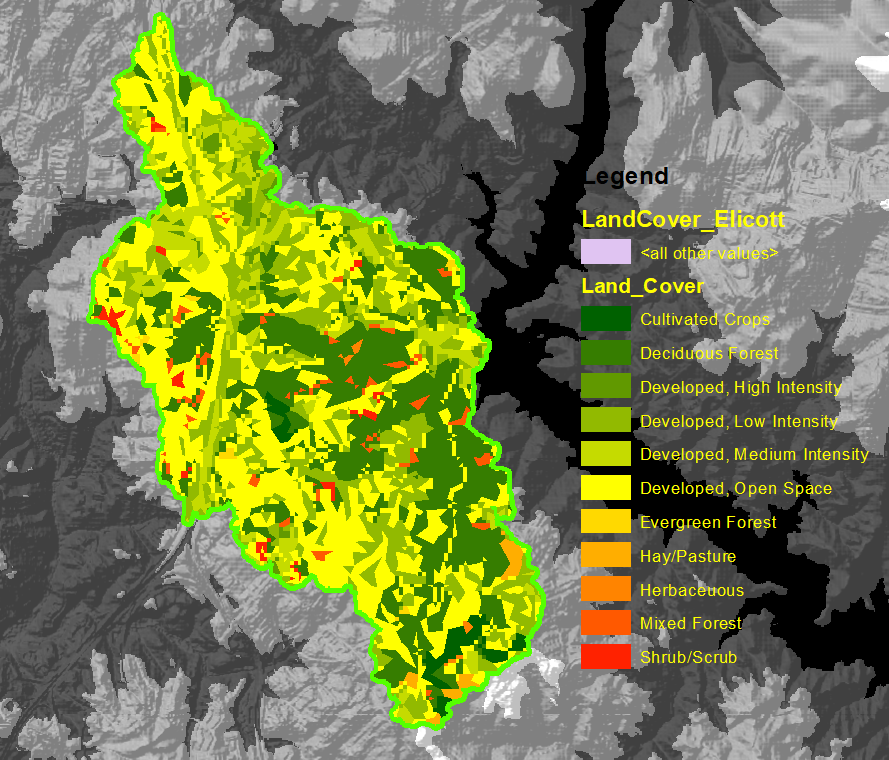 Legend
LandCover_Elicott
<all other values>
Land_Cover
Cultivated Crops
Deciduous Forest
Developed, High Intensity
Developed, Low Intensity
Developed, Medium Intensity
Developed, Open Space
Evergreen Forest
Hay/Pasture
Herbaceuous
Mixed Forest
Shrub/Scrub